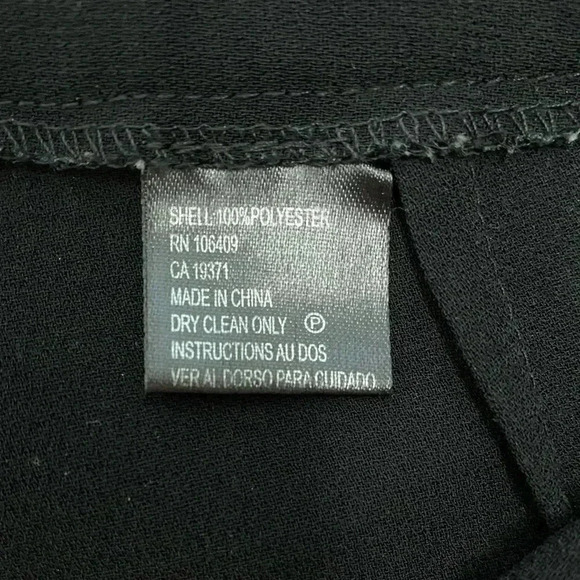 SHELL:100%POLYESTER
RN 106409
CA 19371
MADE IN CHINA
DRY CLEAN ONLY Ⓟ
INSTRUCTIONS AU DOS
VER AL DORSO PARA CUIDADO